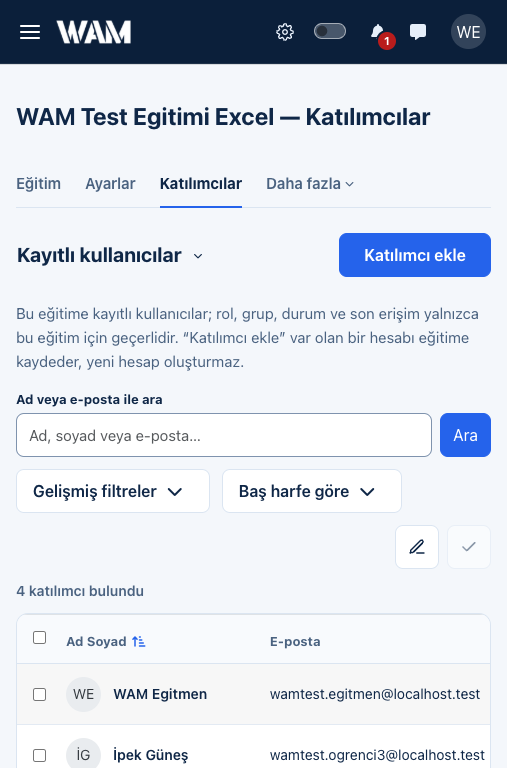 WAM
1
WE
WAM Test Egitimi Excel — Katılımcılar
Eğitim
Ayarlar
Katılımcılar
Daha fazla
Kayıtlı kullanıcılar
Katılımcı ekle
Bu eğitime kayıtlı kullanıcılar; rol, grup, durum ve son erişim yalnızca
bu eğitim için geçerlidir. “Katılımcı ekle” var olan bir hesabı eğitime
kaydeder, yeni hesap oluşturmaz.
Ad veya e-posta ile ara
Ad, soyad veya e-posta...
Ara
Gelişmiş filtreler
Baş harfe göre
4 katılımcı bulundu
Ad Soyad
E-posta
WE
WAM Egitmen
wamtest.egitmen@localhost.test
İG
İpek Güneş
wamtest.ogrenci3@localhost.test